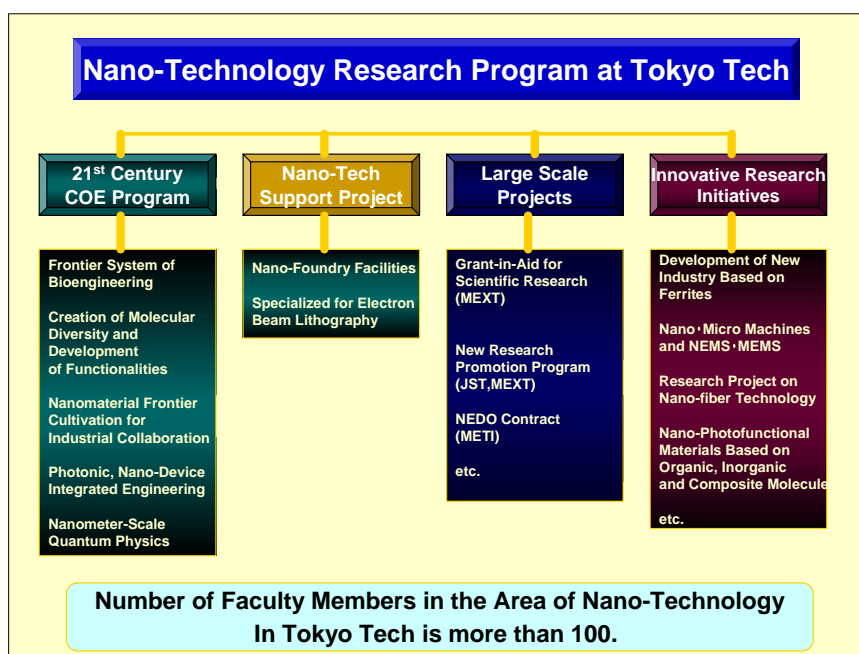 Nano-Technology Research Program at Tokyo Tech
21st Century
COE Program
Frontier System of
Bioengineering
Creation of Molecular
Diversity and
Development
of Functionalities
Nanomaterial Frontier
Cultivation for
Industrial Collaboration
Photonic, Nano-Device
Integrated Engineering
Nanometer-Scale
Quantum Physics
Nano-Tech
Support Project
Nano-Foundry Facilities
Specialized for Electron
Beam Lithography
Large Scale
Projects
Grant-in-Aid for
Scientific Research
(MEXT)
New Research
Promotion Program
(JST,MEXT)
NEDO Contract
(METI)
etc.
Innovative Research
Initiatives
Development of New
Industry Based on
Ferrites
Nano・Micro Machines
and NEMS・MEMS
Research Project on
Nano-fiber Technology
Nano-Photofunctional
Materials Based on
Organic, Inorganic
and Composite Molecule
etc.
Number of Faculty Members in the Area of Nano-Technology
In Tokyo Tech is more than 100.